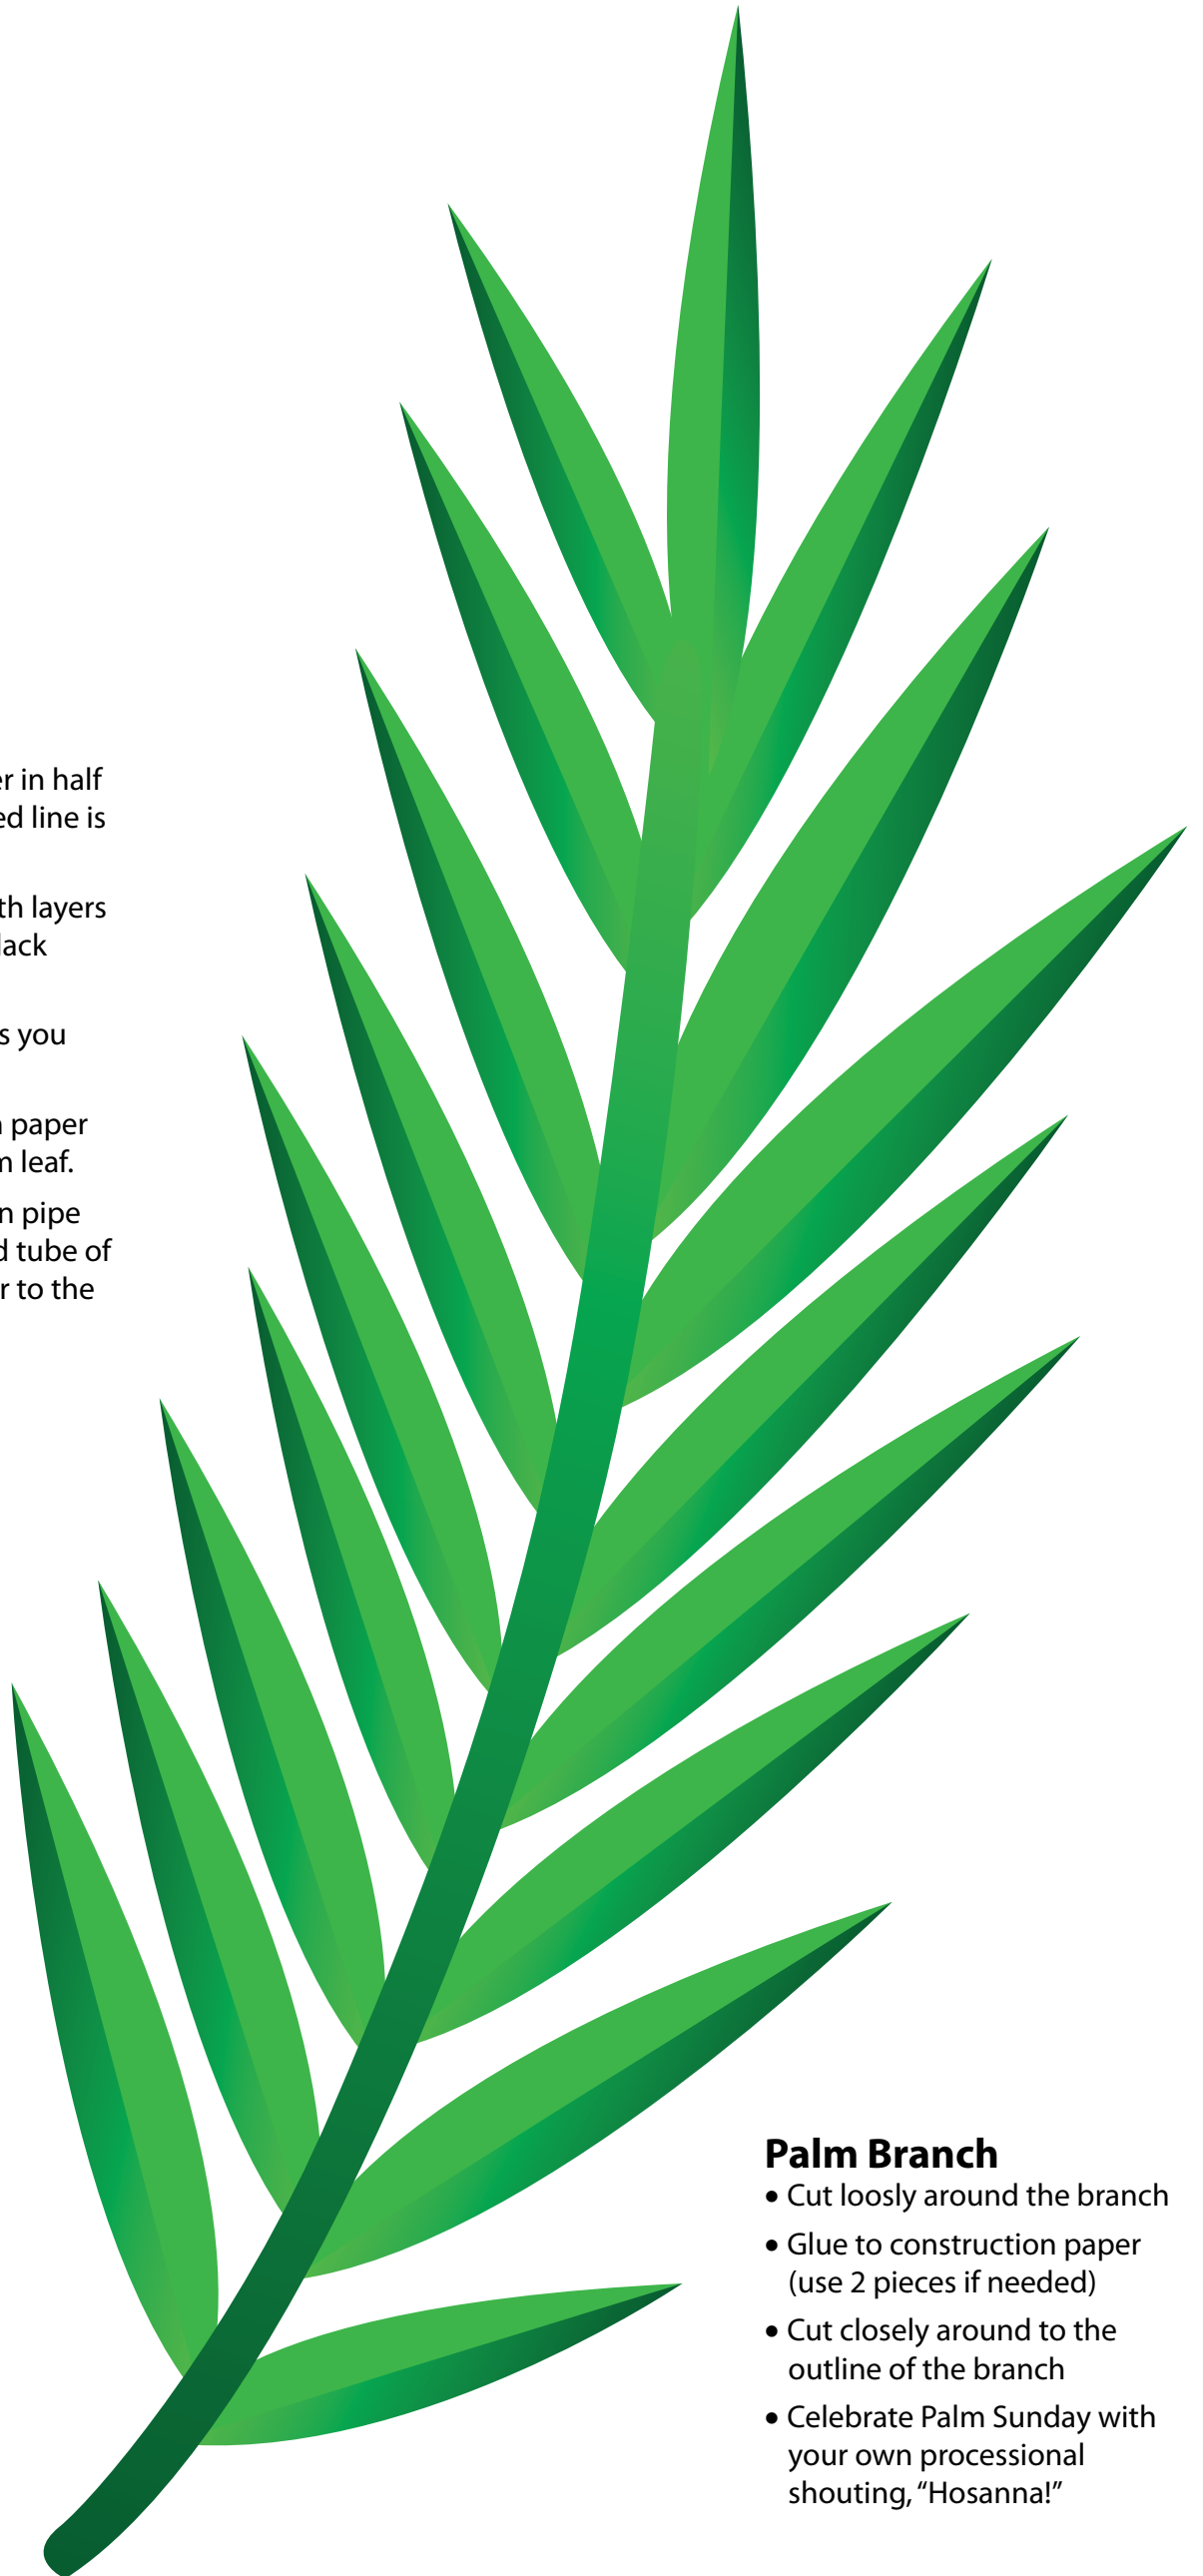 er in half
ed line is
th layers
lack
s you
n paper
m leaf.
n pipe
d tube of
r to the
Palm Branch
• Cut loosly around the branch
• Glue to construction paper
(use 2 pieces if needed)
• Cut closely around to the
outline of the branch
• Celebrate Palm Sunday with
your own processional
shouting, “Hosanna!”